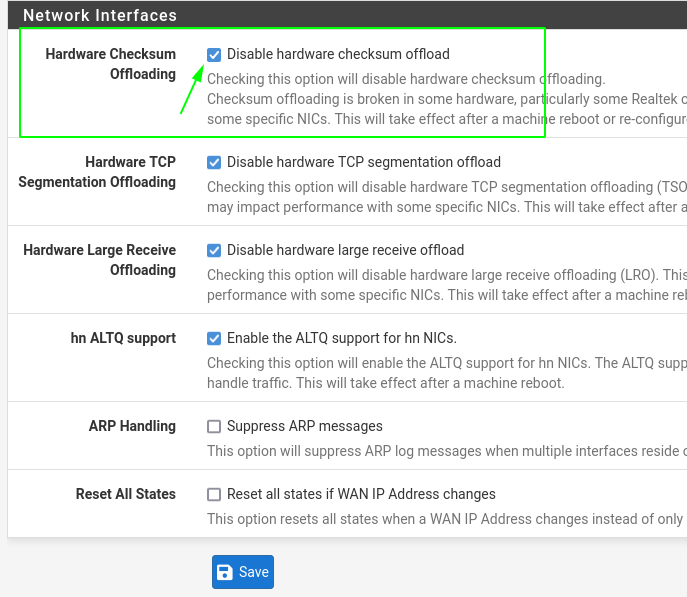 Network Interfaces
Hardware Checksum Offloading
Disable hardware checksum offload
Checking this option will disable hardware checksum offloading.
Checksum offloading is broken in some hardware, particularly some Realtek
some specific NICs. This will take effect after a machine reboot or re-configur
Hardware TCP Segmentation Offloading
Disable hardware TCP segmentation offload
Checking this option will disable hardware TCP segmentation offloading (TSO
may impact performance with some specific NICs. This will take effect after a
Hardware Large Receive Offloading
Disable hardware large receive offload
Checking this option will disable hardware large receive offloading (LRO). This
performance with some specific NICs. This will take effect after a machine re
hn ALTQ support
Enable the ALTQ support for hn NICs.
Checking this option will enable the ALTQ support for hn NICs. The ALTQ supp
handle traffic. This will take effect after a machine reboot.
ARP Handling
Suppress ARP messages
This option will suppress ARP log messages when multiple interfaces reside
Reset All States
Reset all states if WAN IP Address changes
This option resets all states when a WAN IP Address changes instead of only
Save